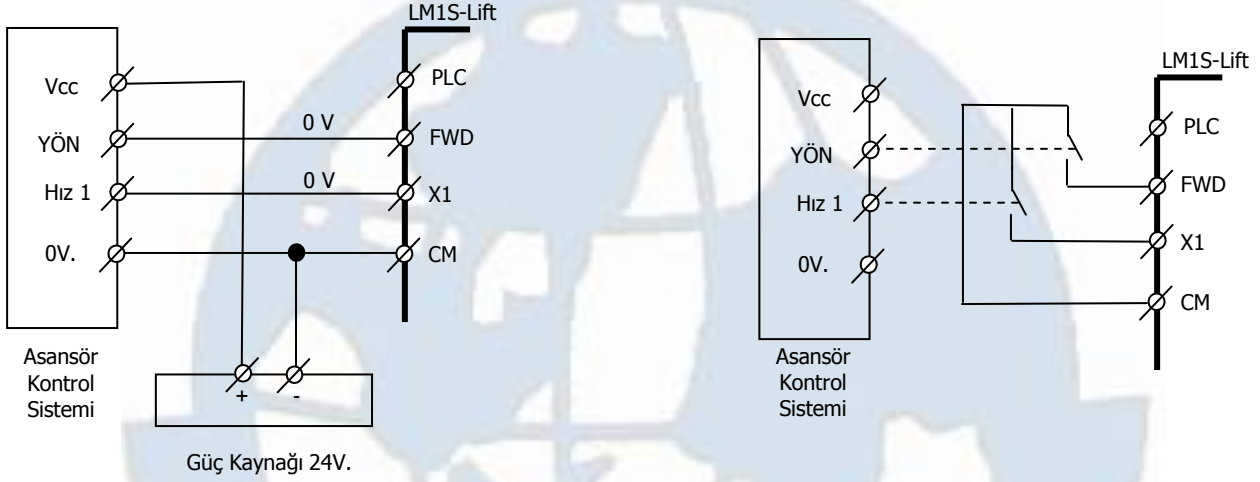 LM1S-Lift
Vcc
YÖN
Hız 1
0V.
0 V
0 V
PLC
FWD
X1
CM
Asansör
Kontrol
Sistemi
+ -
Güç Kaynağı 24V.
LM1S-Lift
Vcc
YÖN
Hız 1
0V.
PLC
FWD
X1
CM
Asansör
Kontrol
Sistemi